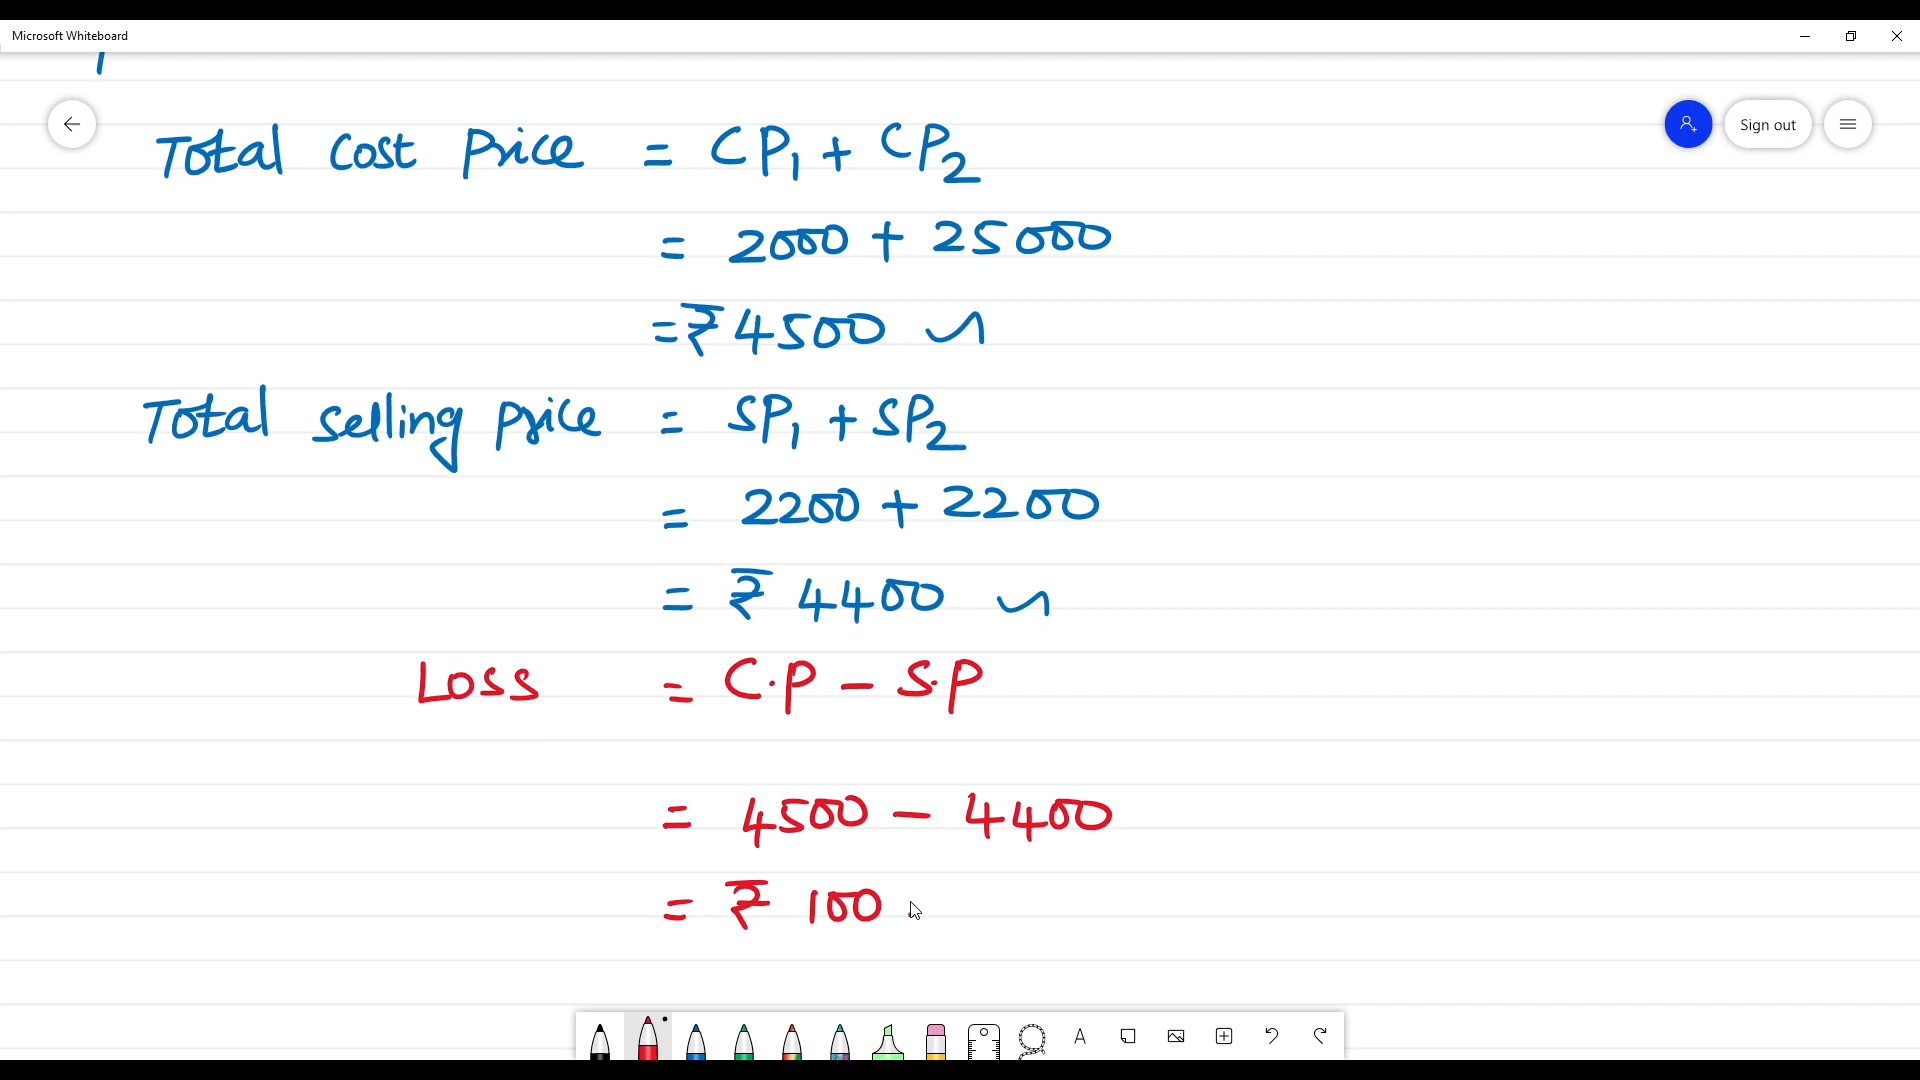 Microsoft Whiteboard
Sign out
Total Cost Price = CP₁ + CP₂
= 2000 + 25000
= ₹ 4500
Total Selling price = SP₁ + SP₂
= 2200 + 2200
= ₹ 4400
Loss = C.P - S.P
= 4500 - 4400
= ₹ 100
A